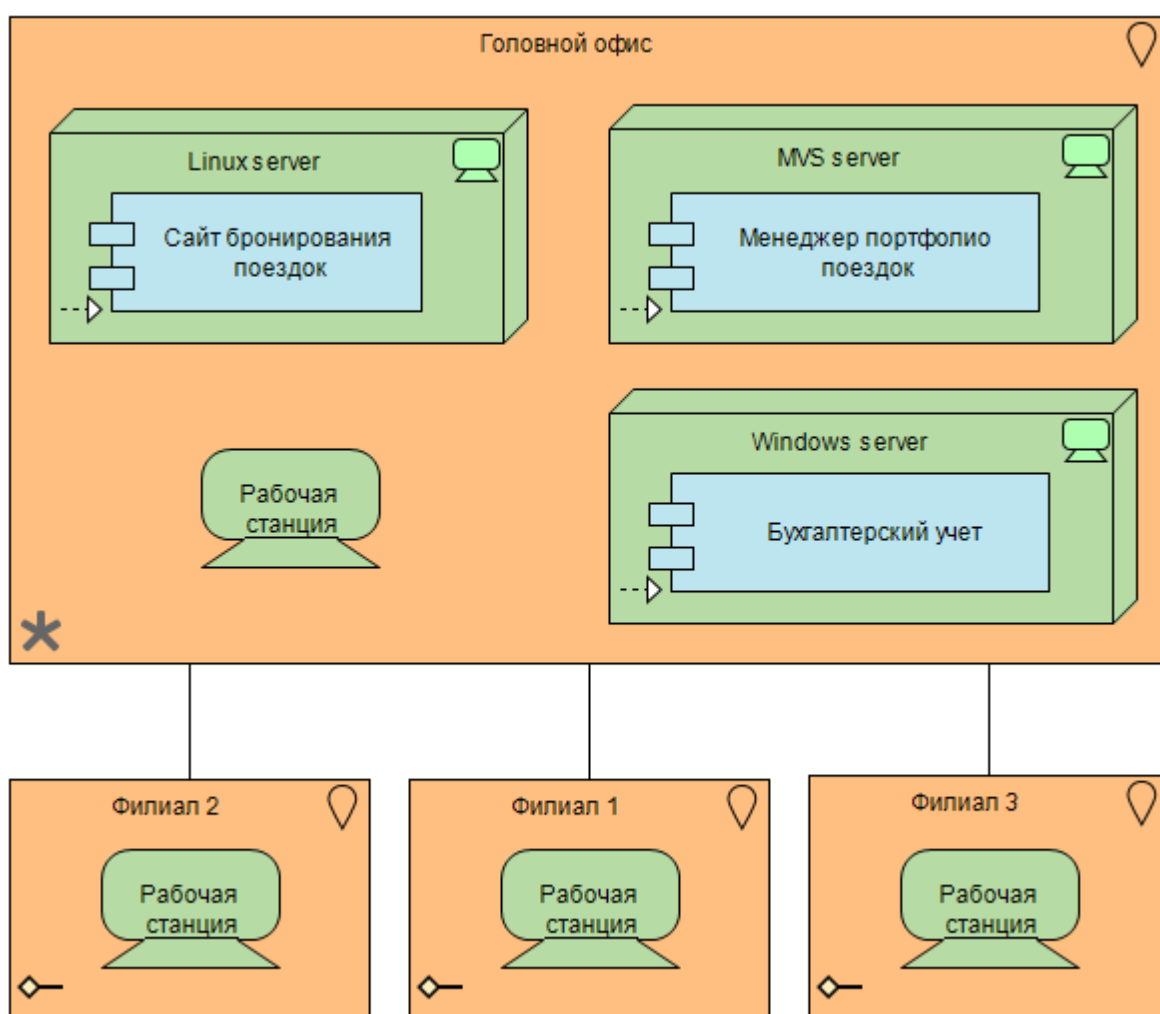 Головной офис
Linux server
Сайт бронирования
поездок
MVS server
Менеджер портфолио
поездок
Рабочая
станция
Windows server
Бухгалтерский учет
Филиал 2
Рабочая
станция
Филиал 1
Рабочая
станция
Филиал 3
Рабочая
станция